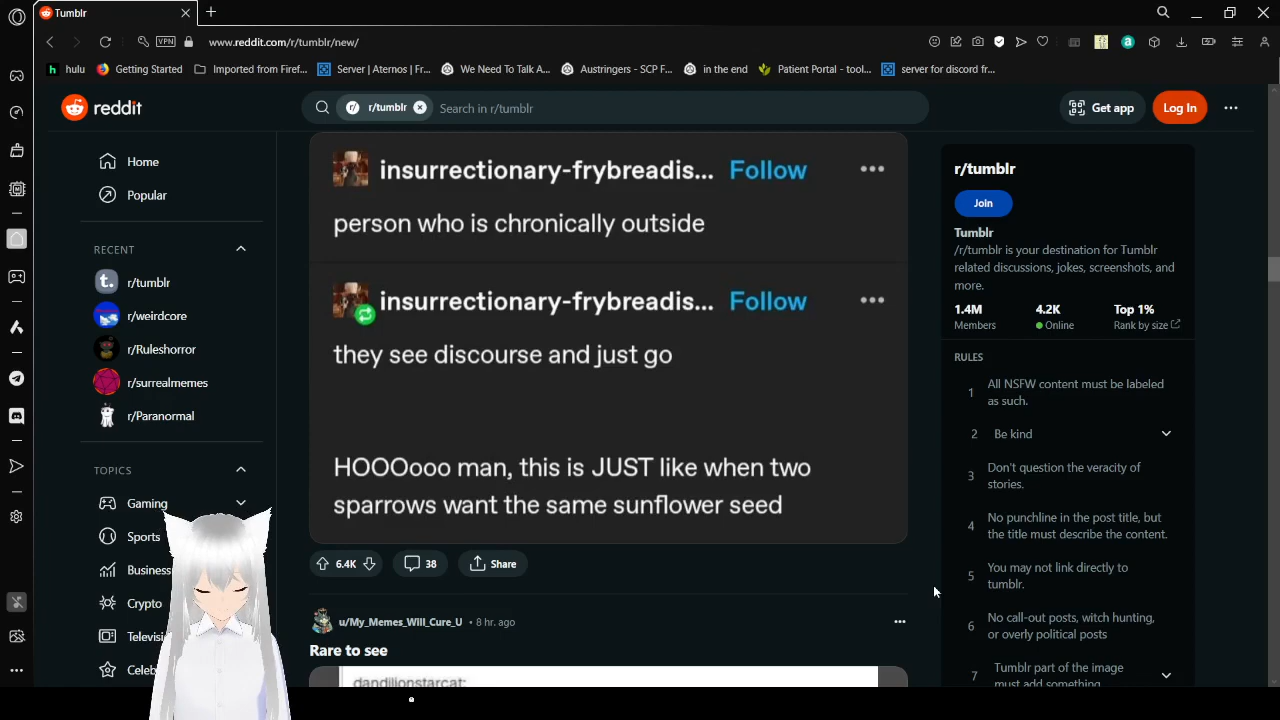 Tumblr
VPN
www.reddit.com/r/tumblr/new/
hulu
Getting Started
Imported from Firef...
Server | Aternos | Fr...
We Need To Talk A...
Austringers - SCP F...
in the end
Patient Portal - tool...
server for discord fr...
reddit
r/tumblr
Search in r/tumblr
Get app
Log In
Home
Popular
RECENT
r/tumblr
r/weirdcore
r/Ruleshorror
r/surrealmemes
r/Paranormal
TOPICS
Gaming
Sports
Business
Crypto
Televisi
Celeb
insurrectionary-frybreadis... Follow
person who is chronically outside
insurrectionary-frybreadis... Follow
they see discourse and just go
HOOOooo man, this is JUST like when two
sparrows want the same sunflower seed
6.4K
38
Share
u/My_Memes_Will_Cure_U • 8 hr. ago
Rare to see
dandilionstarcat:
r/tumblr
Join
Tumblr
/r/tumblr is your destination for Tumblr
related discussions, jokes, screenshots, and
more.
1.4M 4.2K Top 1%
Members Online Rank by size
RULES
1 All NSFW content must be labeled
as such.
2 Be kind
3 Don't question the veracity of
stories.
4 No punchline in the post title, but
the title must describe the content.
5 You may not link directly to
tumblr.
6 No call-out posts, witch hunting,
or overly political posts
7 Tumblr part of the image
must add something